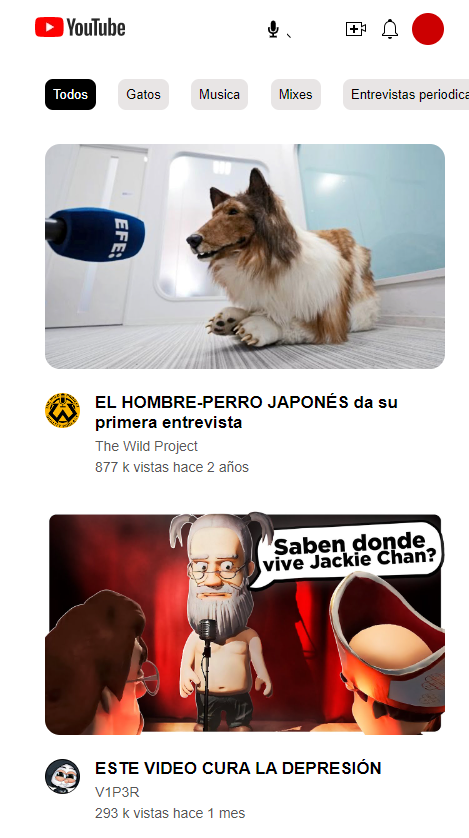 YouTube
Todos
Gatos
Musica
Mixes
Entrevistas periodica
EFE:
EL HOMBRE-PERRO JAPONÉS da su
primera entrevista
The Wild Project
877 k vistas hace 2 años
Saben donde
vive Jackie Chan?
ESTE VIDEO CURA LA DEPRESIÓN
V1P3R
293 k vistas hace 1 mes